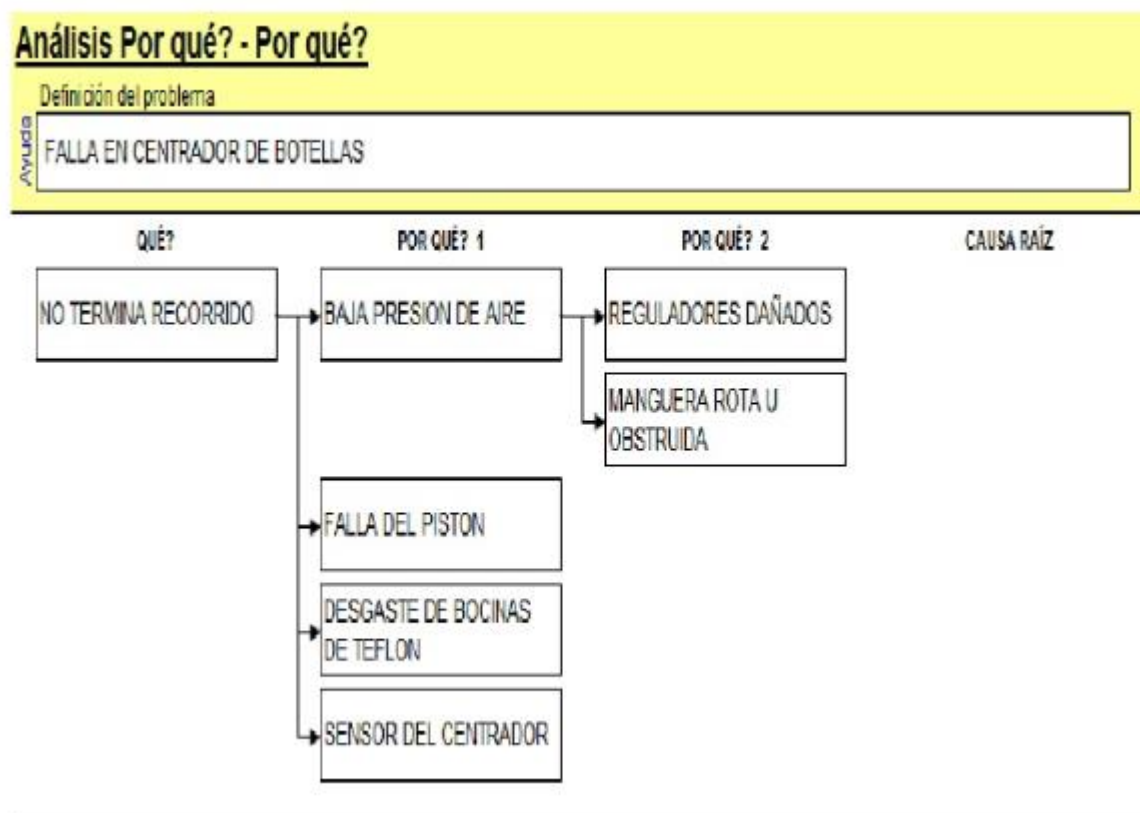 Análisis Por qué? - Por qué?
Definición del problema
Ayuda
FALLA EN CENTRADOR DE BOTELLAS
QUÉ?
POR QUÉ? 1
POR QUÉ? 2
CAUSA RAÍZ
NO TERMINA RECORRIDO
BAJA PRESION DE AIRE
REGULADORES DAÑADOS
MANGUERA ROTA U
OBSTRUIDA
FALLA DEL PISTON
DESGASTE DE BOCINAS
DE TEFLON
SENSOR DEL CENTRADOR